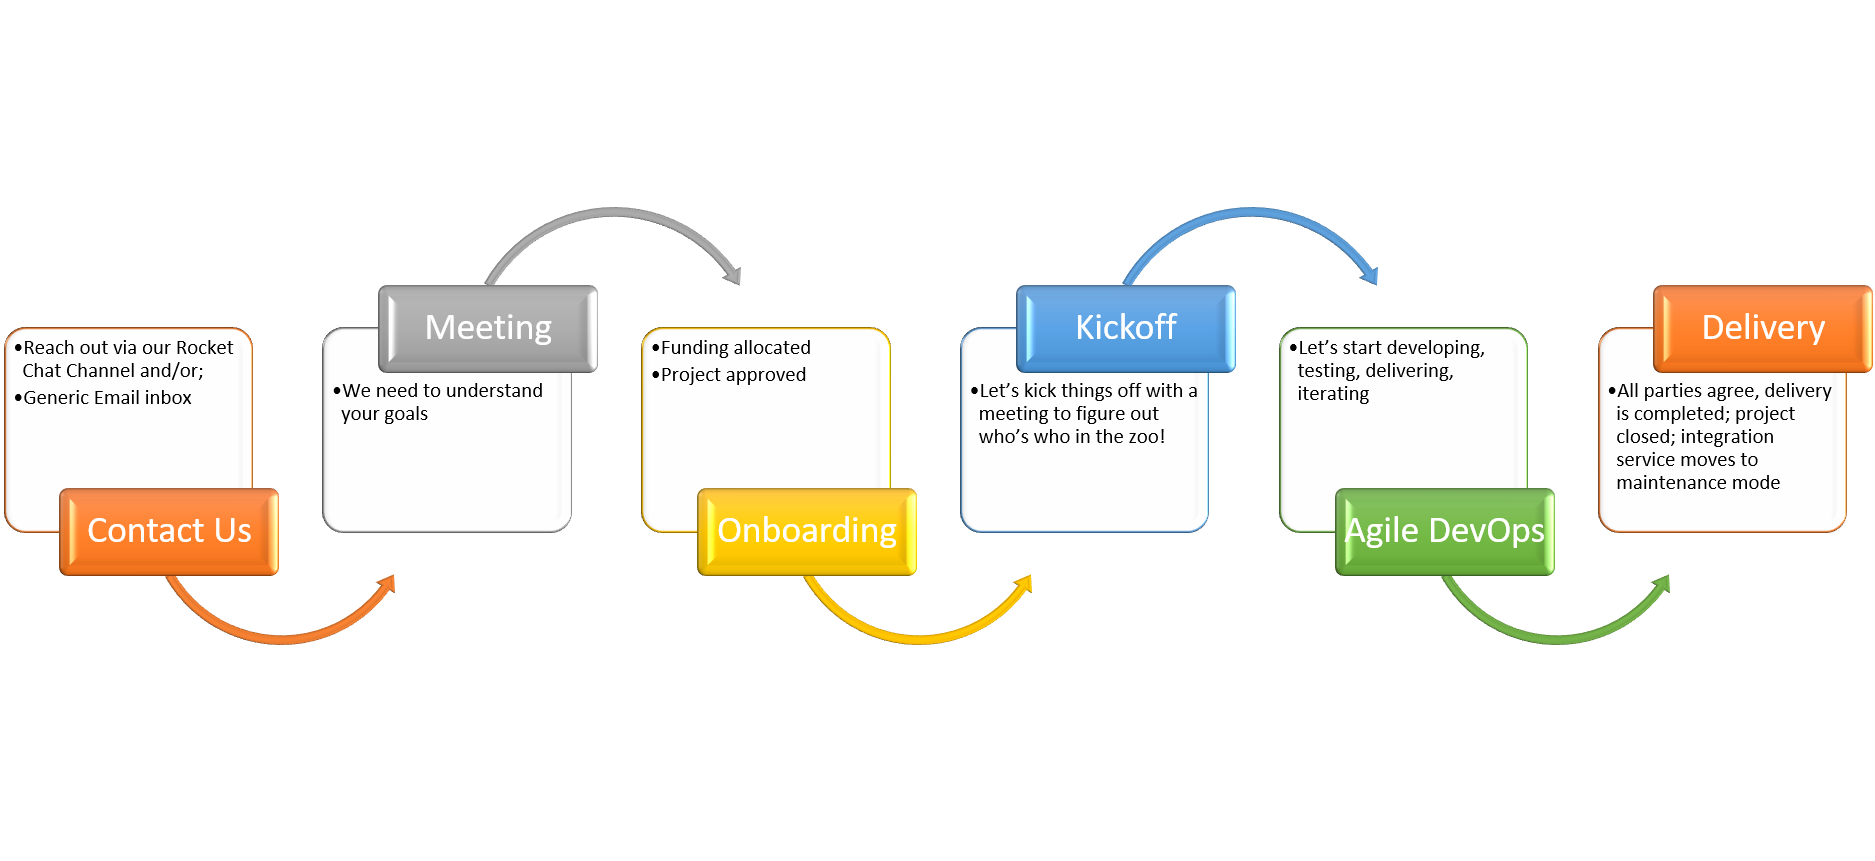 •Reach out via our Rocket
Chat Channel and/or;
•Generic Email inbox
Contact Us
Meeting
•We need to understand
your goals
•Funding allocated
•Project approved
Onboarding
Kickoff
•Let’s kick things off with a
meeting to figure out
who’s who in the zoo!
•Let’s start developing,
testing, delivering,
iterating
Agile DevOps
Delivery
•All parties agree, delivery
is completed; project
closed; integration
service moves to
maintenance mode